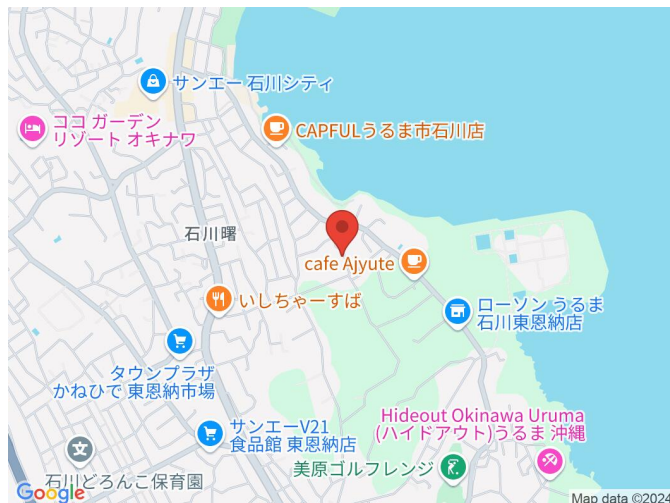 サンエー 石川シティ
ココ ガーデン
リゾート オキナワ
CAPFULうるま市石川店
石川曙
cafe Ajyute
いしちゃーすば
ローソン うるま
石川東恩納店
タウンプラザ
かねひで 東恩納市場
サンエーV21
食品館 東恩納店
Hideout Okinawa Uruma
(ハイドアウト)うるま 沖縄
石川どろんこ保育園
美原ゴルフレンジ
文
Google
Map data ©2024